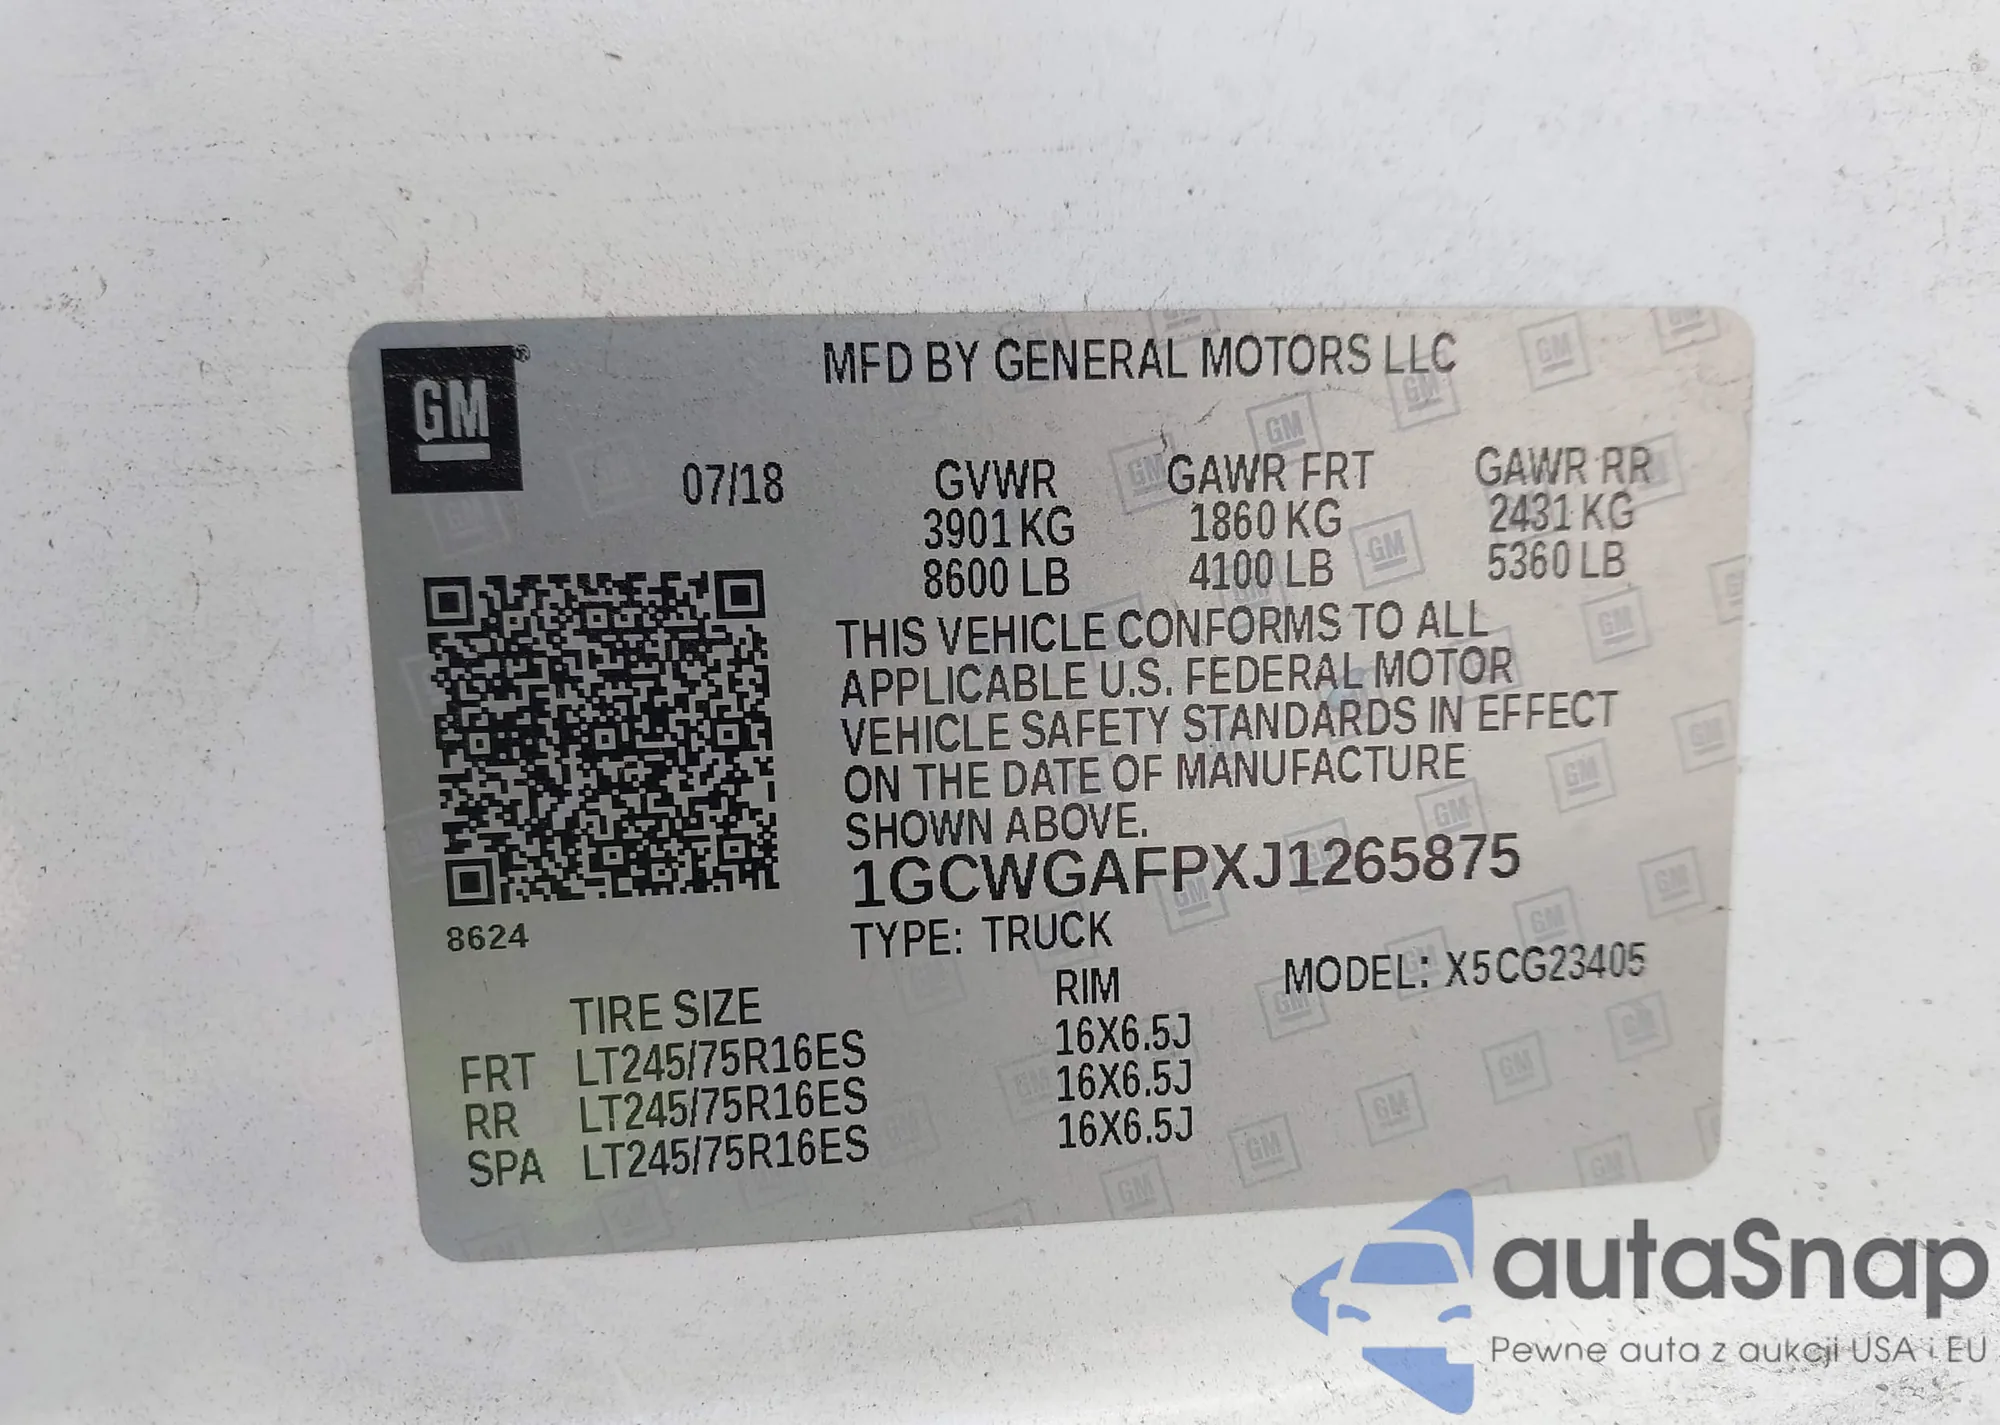 GM®
MFD BY GENERAL MOTORS LLC
07/18 GVWR GAWR FRT GAWR RR
3901 KG 1860 KG 2431 KG
8600 LB 4100 LB 5360 LB
THIS VEHICLE CONFORMS TO ALL
APPLICABLE U.S. FEDERAL MOTOR
VEHICLE SAFETY STANDARDS IN EFFECT
ON THE DATE OF MANUFACTURE
SHOWN ABOVE.
1GCWGAFPXJ1265875
8624
TYPE: TRUCK
MODEL: X5CG23405
TIRE SIZE RIM
FRT LT245/75R16ES 16X6.5J
RR LT245/75R16ES 16X6.5J
SPA LT245/75R16ES 16X6.5J
autaSnap
Pewne auta z aukcji USA i EU